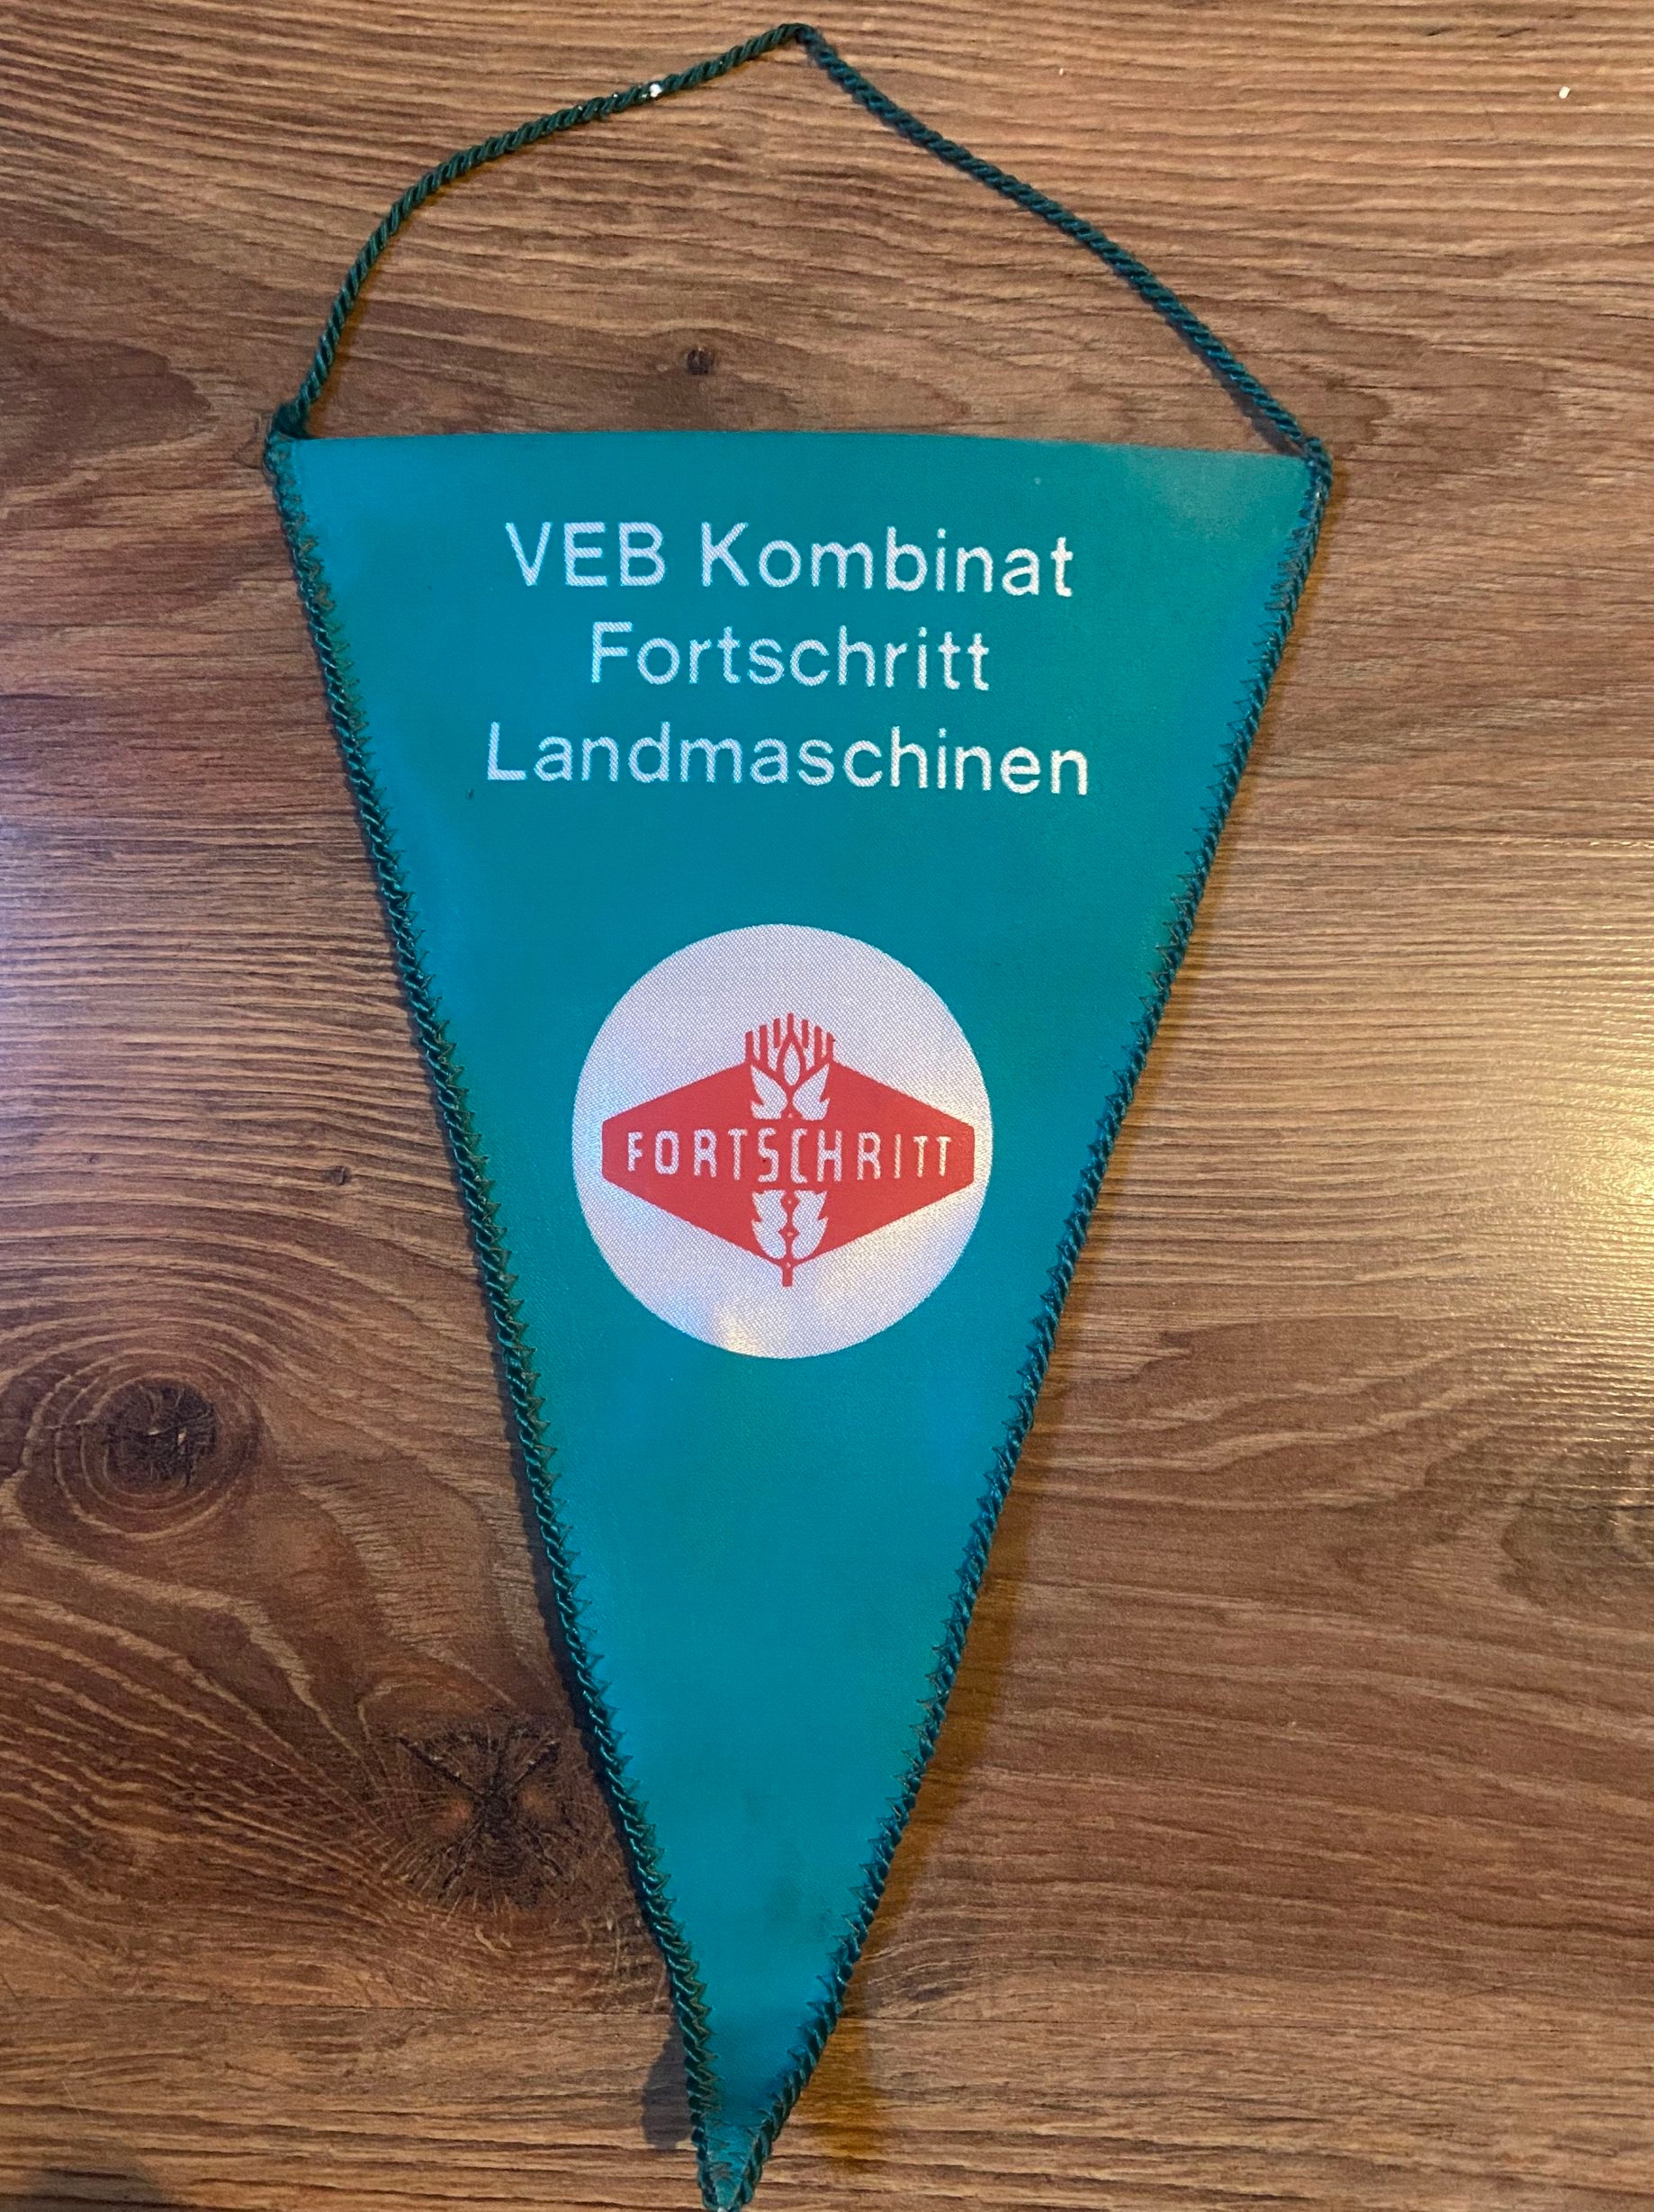 VEB Kombinat
Fortschritt
Landmaschinen
FORTSCHRITT